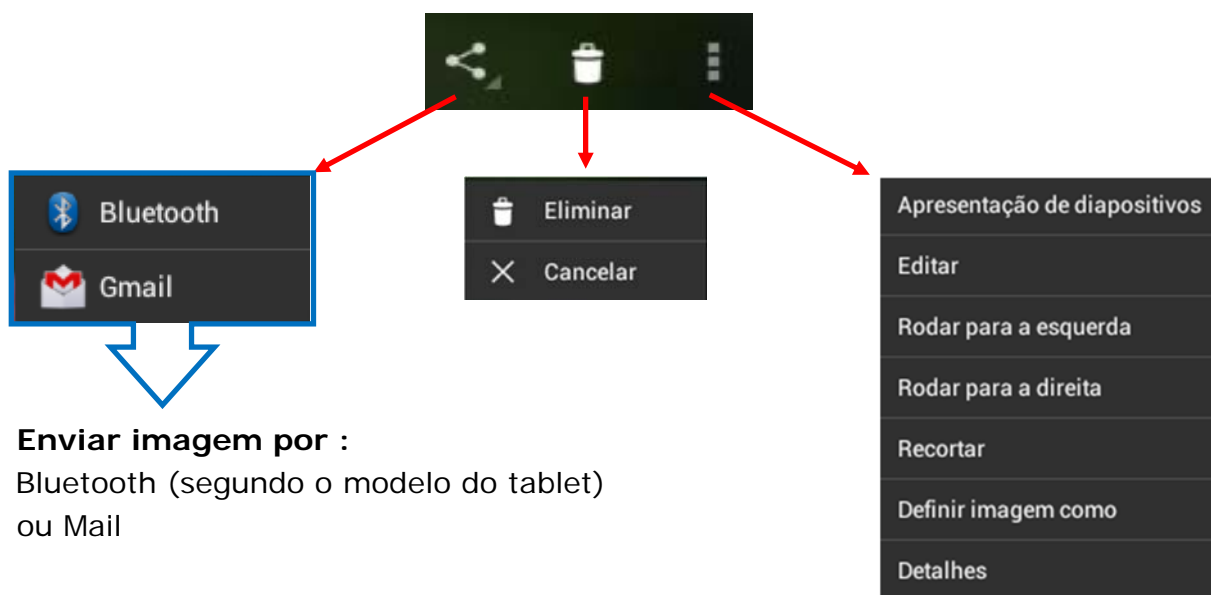 Bluetooth
Gmail
Enviar imagem por :
Bluetooth (segundo o modelo do tablet)
ou Mail
Eliminar
Cancelar
Apresentação de diapositivos
Editar
Rodar para a esquerda
Rodar para a direita
Recortar
Definir imagem como
Detalhes